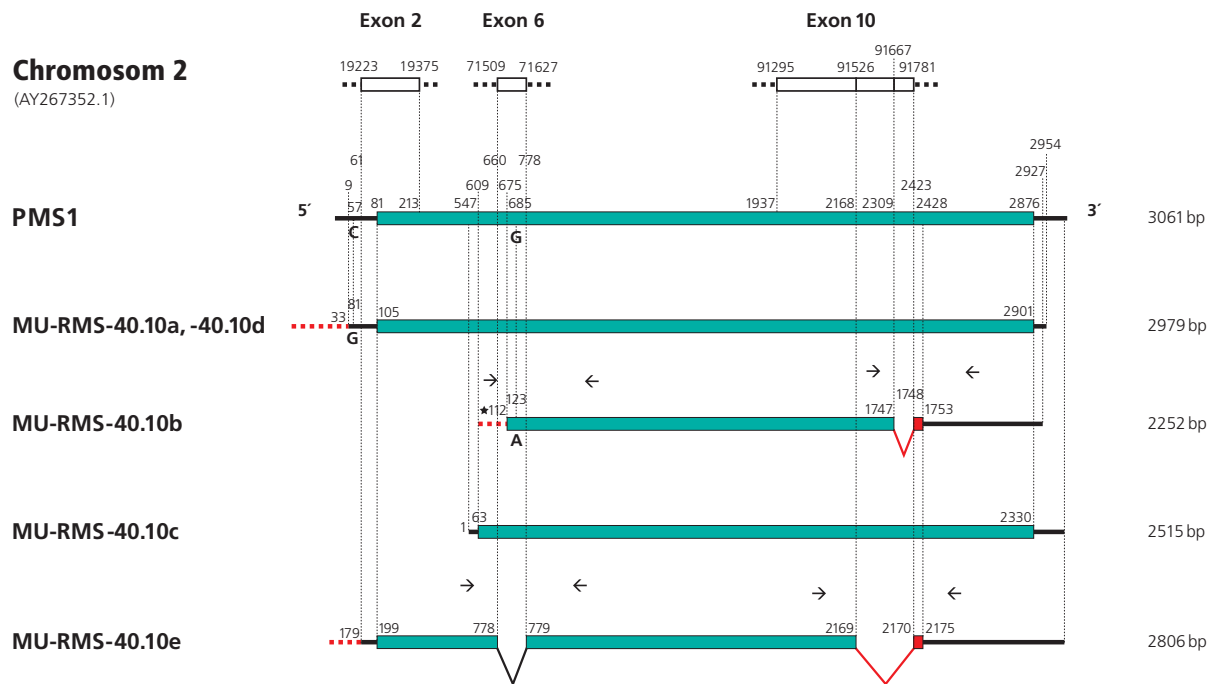 Exon 2 Exon 6 Exon 10
91667
19223 19375 71509 71627 91295 91526 91781
Chromosom 2
(AY267352.1)
2954
61 660 778 2927
9 609 675 2423
57 81 213 547 685 1937 2168 2309 2428 2876
PMS1 5´ 3´ 3061 bp
C G
81
33 105 2901
MU-RMS-40.10a, -40.10d 2979 bp
G
→ ← → ←
123 1748
★112 1747 1753
MU-RMS-40.10b 2252 bp
A
1 63 2330
MU-RMS-40.10c 2515 bp
→ ← → ←
179 199 778 779 2169 2170 2175
MU-RMS-40.10e 2806 bp